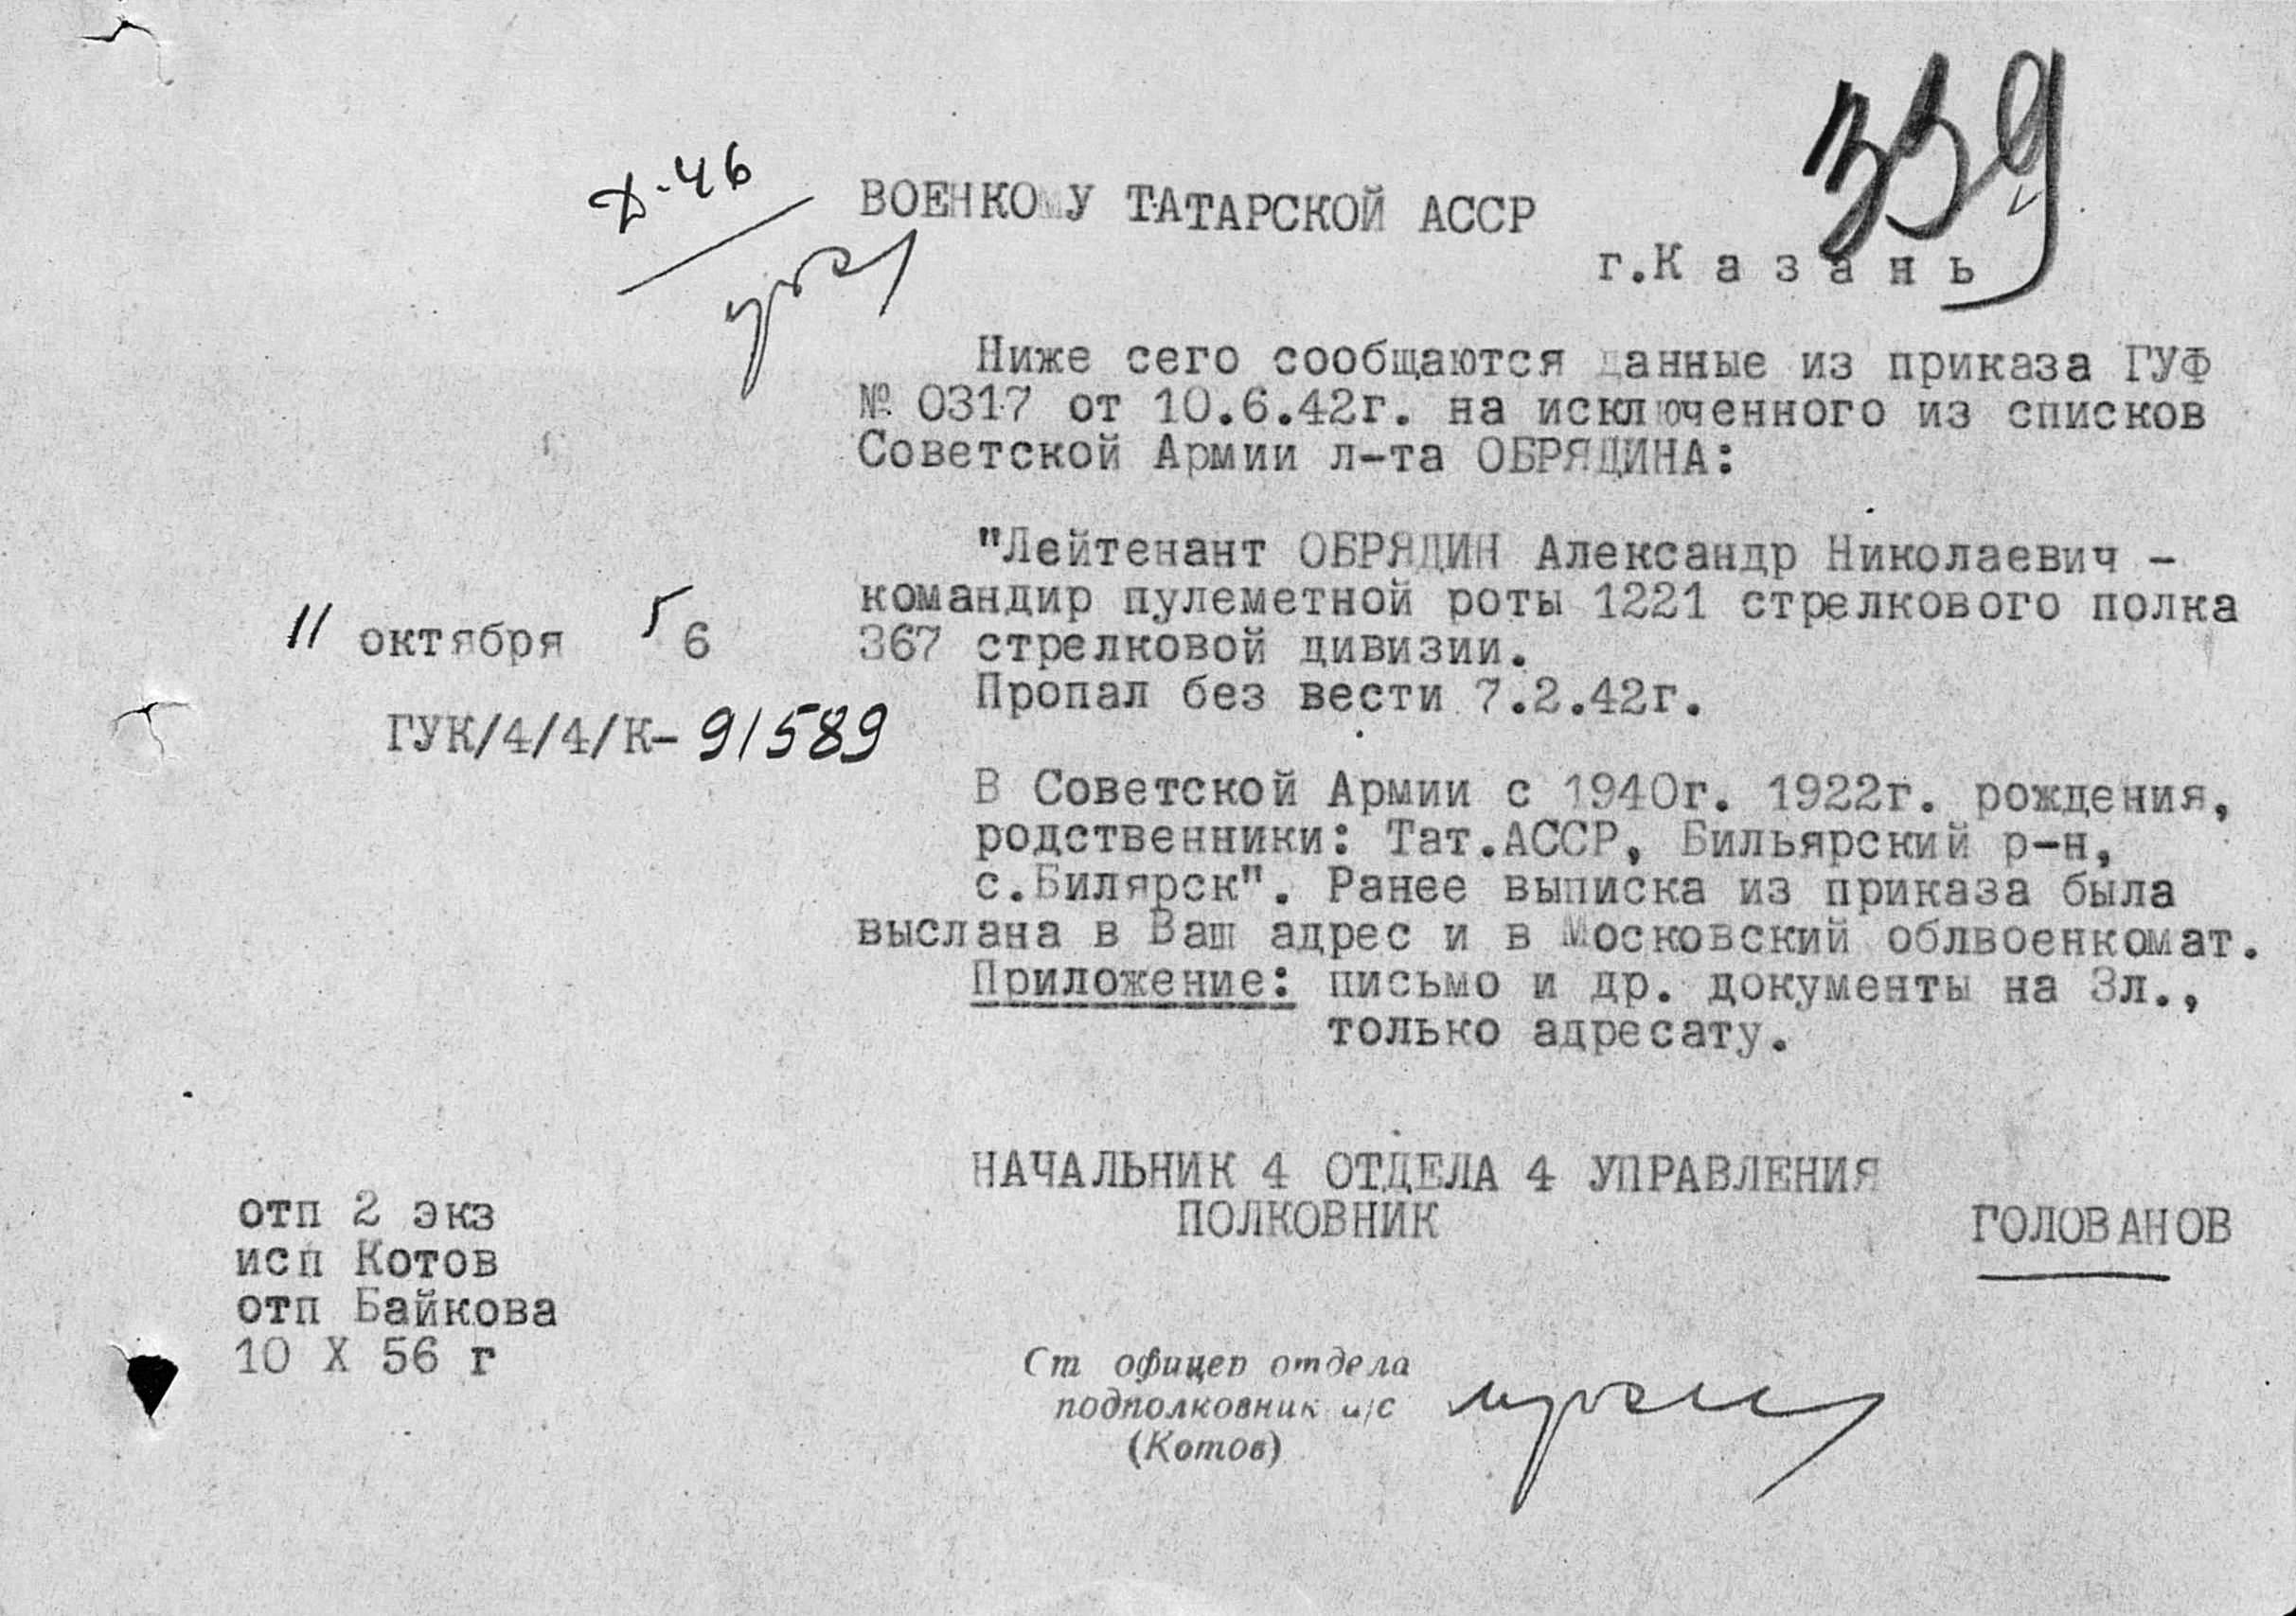 339
Д-46
ВОЕНКОМУ ТАТАРСКОЙ АССР
г.К а з а н ь
Ниже сего сообщаются данные из приказа ГУФ
№ 0317 от 10.6.42г. на исключенного из списков
Советской Армии л-та ОБРЯДИНА:
"Лейтенант ОБРЯДИН Александр Николаевич -
командир пулеметной роты 1221 стрелкового полка
11 октября 56
367 стрелковой дивизии.
Пропал без вести 7.2.42г.
ГУК/4/4/К- 91589
В Советской Армии с 1940г. 1922г. рождения,
родственники: Тат.АССР, Бильярский р-н,
с.Билярск". Ранее выписка из приказа была
выслана в Ваш адрес и в Московский облвоенкомат.
Приложение: письмо и др. документы на 3л.,
только адресату.
НАЧАЛЬНИК 4 ОТДЕЛА 4 УПРАВЛЕНИЯ
ПОЛКОВНИК ГОЛОВАНОВ
отп 2 экз
исп Котов
отп Байкова
10 X 56 г
Ст офицер отдела
подполковник и/с
(Котов)